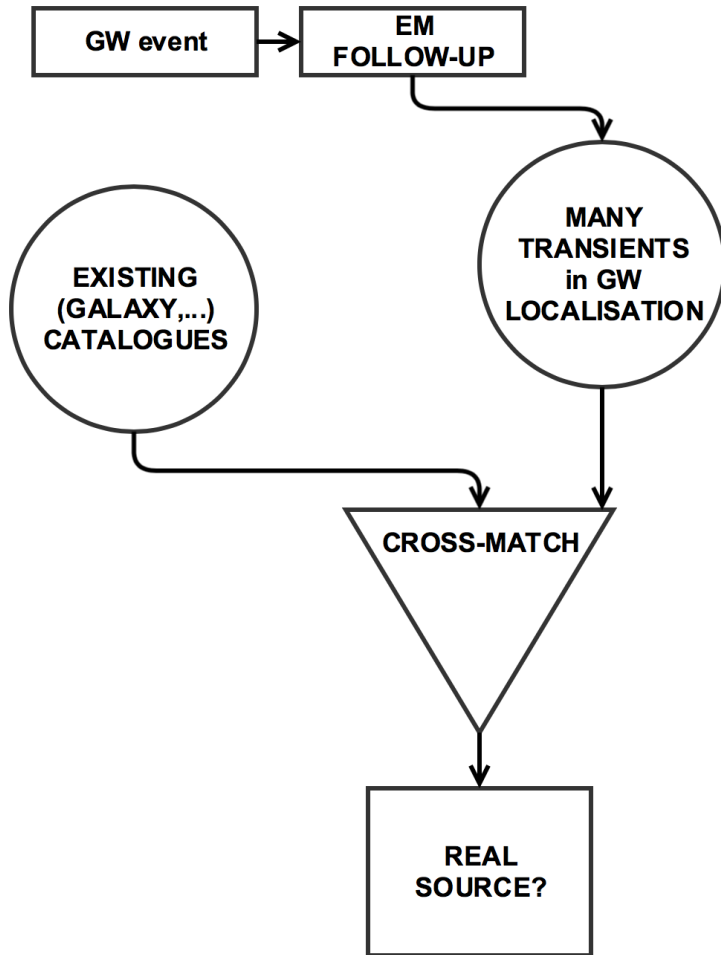 GW event
EM
FOLLOW-UP
MANY
TRANSIENTS
in GW
LOCALISATION
EXISTING
(GALAXY,...)
CATALOGUES
CROSS-MATCH
REAL
SOURCE?